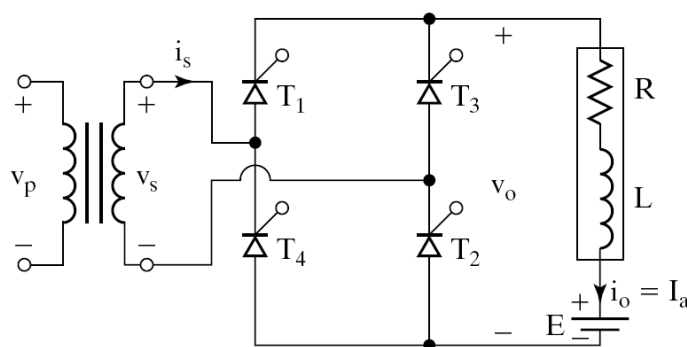 +
i_s
T_1
T_3
R
+
+
v_p
v_s
v_o
L
−
−
T_4
T_2
+
i_o = I_a
−
E
−